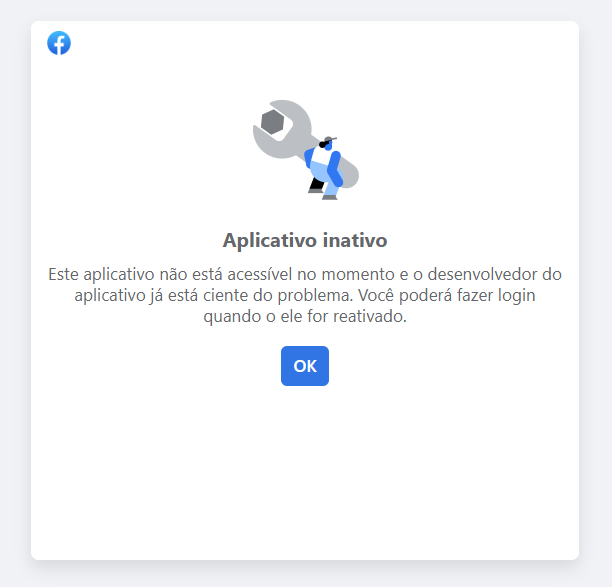 Aplicativo inativo
Este aplicativo não está acessível no momento e o desenvolvedor do
aplicativo já está ciente do problema. Você poderá fazer login
quando o ele for reativado.
OK